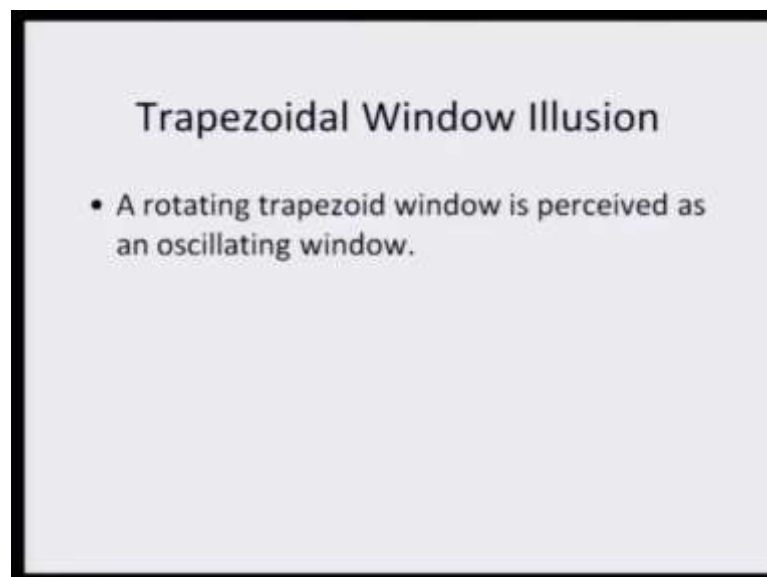 Trapezoidal Window Illusion
• A rotating trapezoid window is perceived as
an oscillating window.